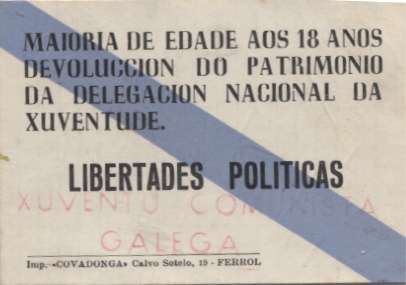 MAIORIA DE EDADE AOS 18 ANOS
DEVOLUCCION DO PATRIMONIO
DA DELEGACION NACIONAL DA
XUVENTUDE.
LIBERTADES POLITICAS
XUVENTU COMUNISTA
GALEGA
Imp.-«COVADONGA» Calvo Sotelo, 19 - FERROL